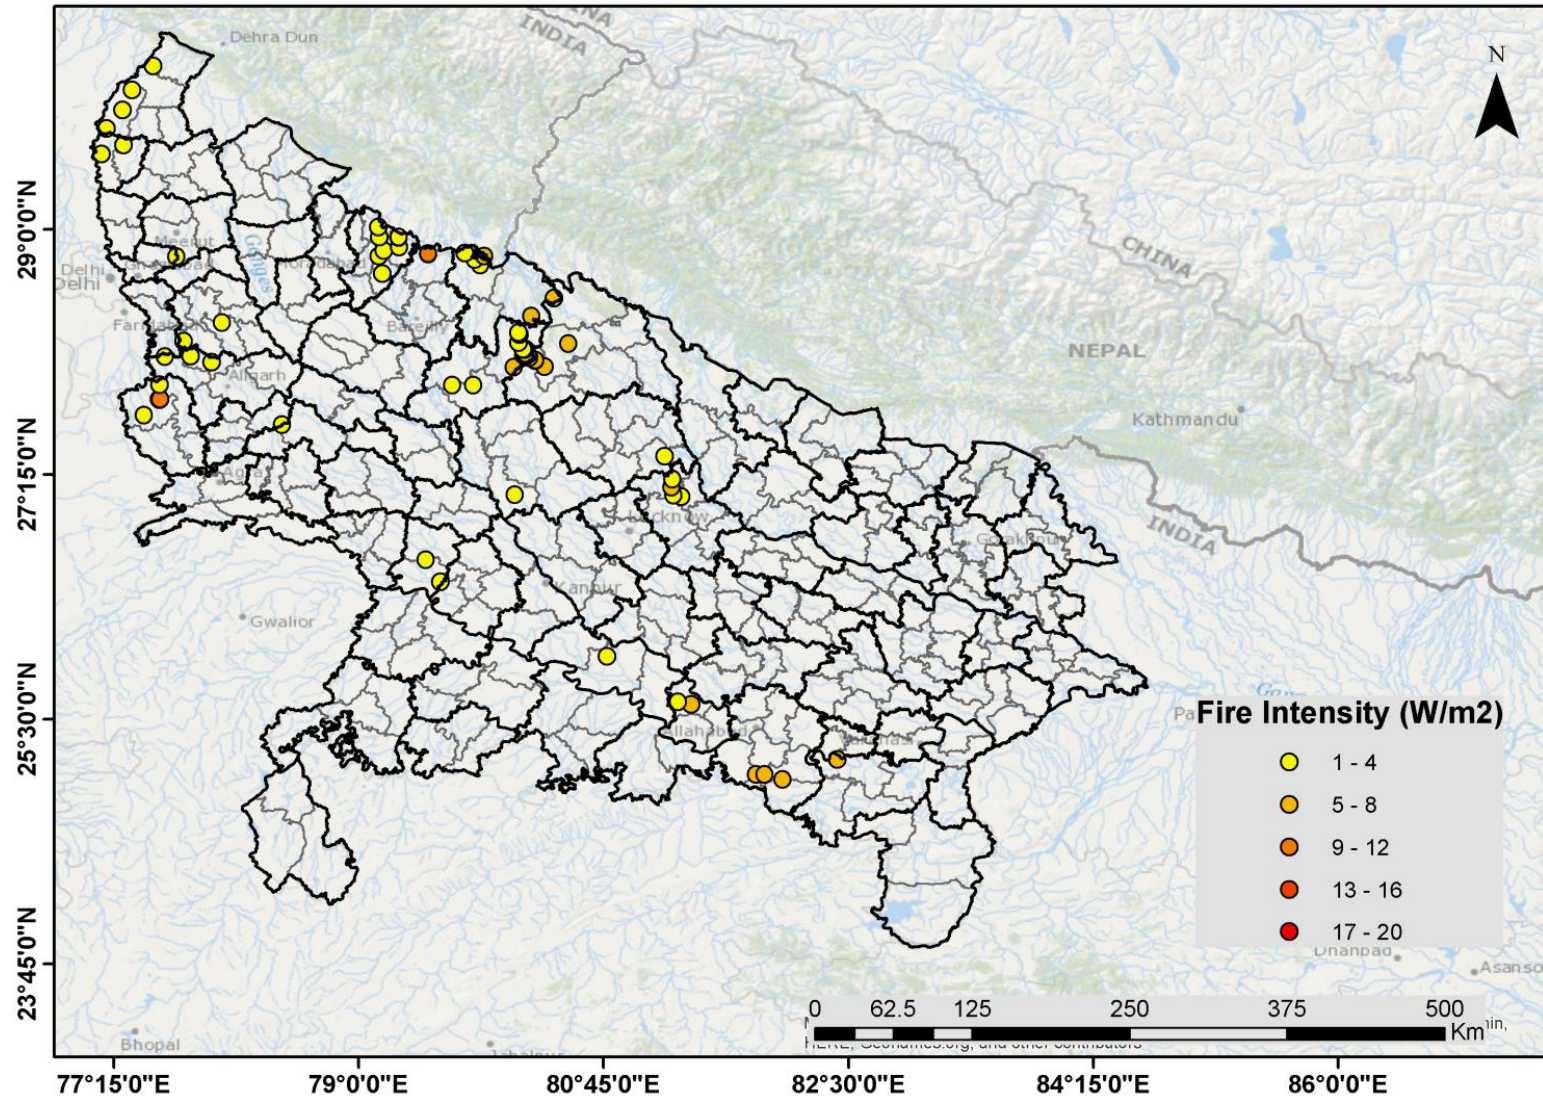 INDIA
Dehra Dun
N
29°0'0"N
Meerut
Delhi
Delhi
CHINA
Bareilly
Aligarh
NEPAL
Kathmandu
27°15'0"N
Lucknow
INDIA
Gorakhpur
Kanpur
Gwalior
25°30'0"N
Allahabad
Fire Intensity (W/m2)
1 - 4
5 - 8
9 - 12
13 - 16
17 - 20
23°45'0"N
Dhanbad
Asanso
0 62.5 125 250 375 500
Km
Bhopal
HERE, Geonames.org, and other contributors
77°15'0"E 79°0'0"E 80°45'0"E 82°30'0"E 84°15'0"E 86°0'0"E